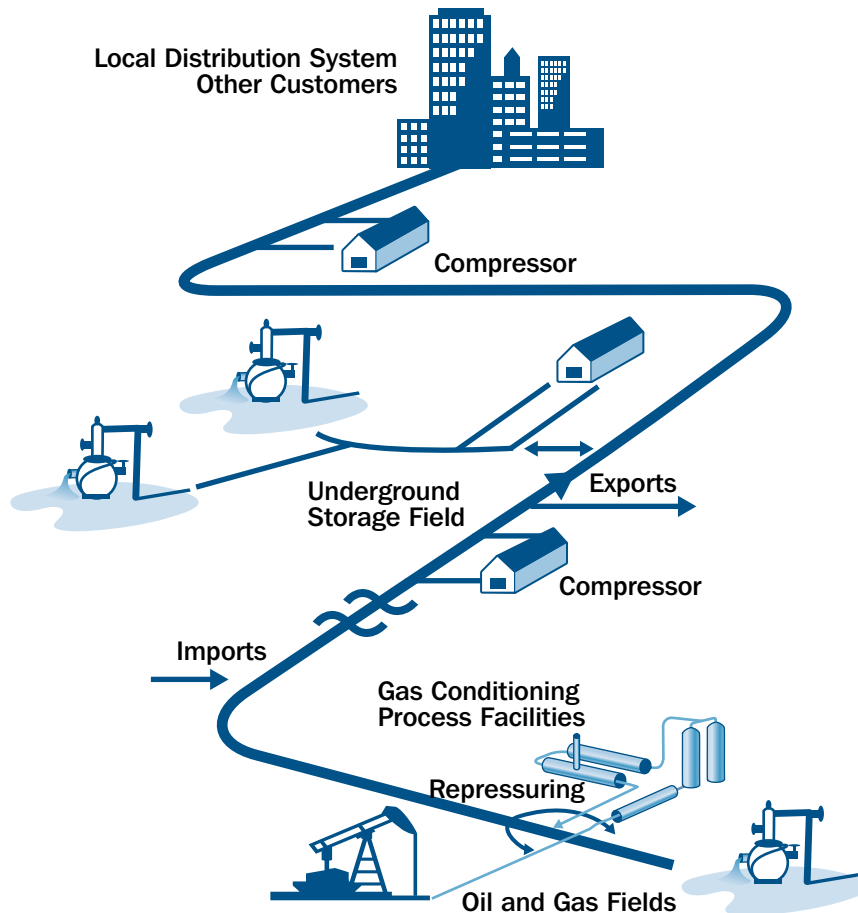 Local Distribution System
Other Customers
Compressor
Underground
Storage Field
Exports
Compressor
Imports
Gas Conditioning
Process Facilities
Repressuring
Oil and Gas Fields